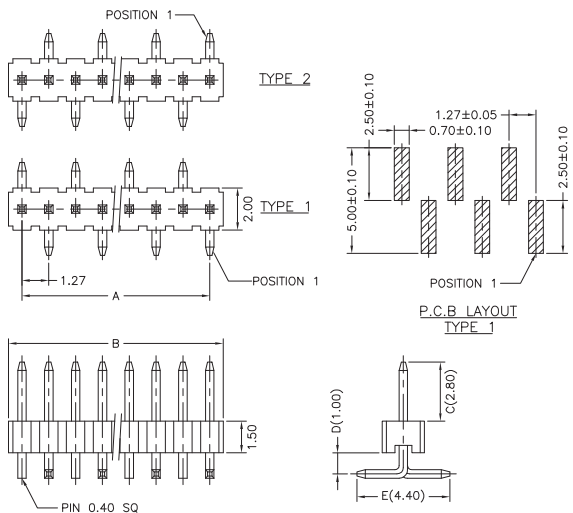 POSITION 1
TYPE 2
TYPE 1
2.00
POSITION 1
1.27
A
2.50±0.10
1.27±0.05
0.70±0.10
5.00±0.10
2.50±0.10
POSITION 1
P.C.B LAYOUT
TYPE 1
B
1.50
PIN 0.40 SQ
C(2.80)
D(1.00)
E(4.40)